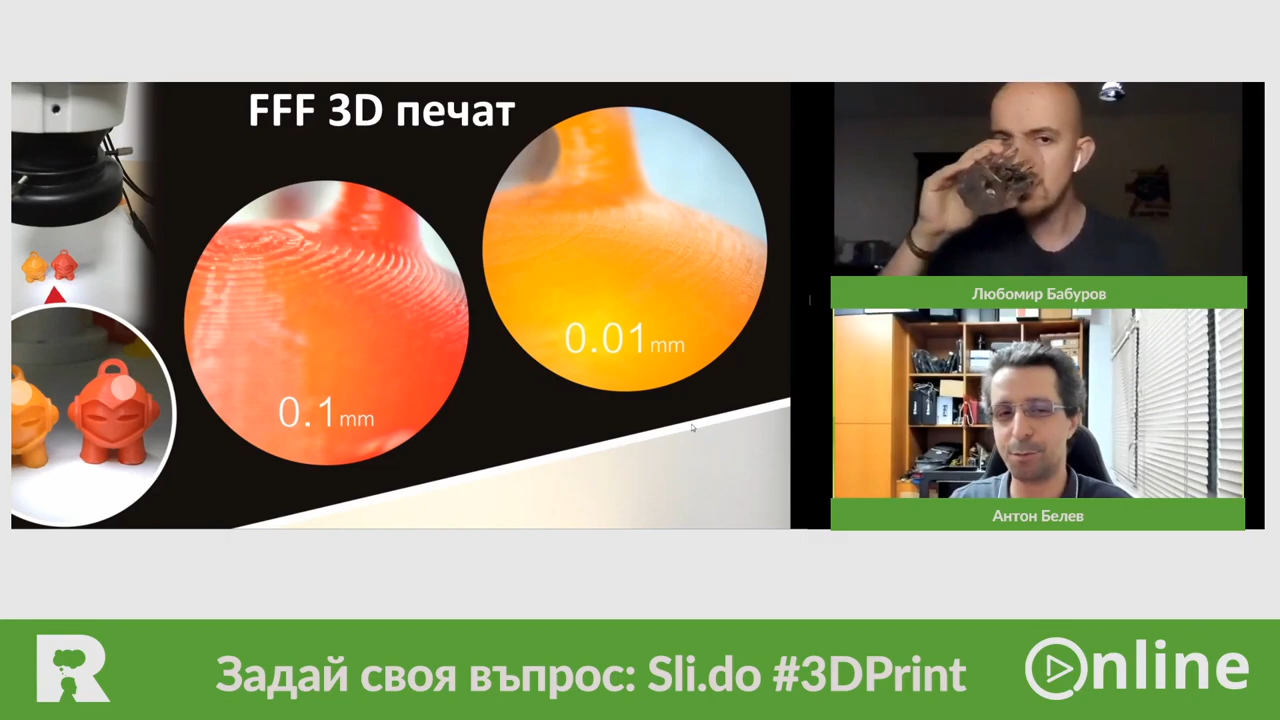 FFF 3D печат
0.1mm
0.01mm
Любомир Бабуров
Антон Белев
R
Задай своя въпрос: Sli.do #3DPrint
Online